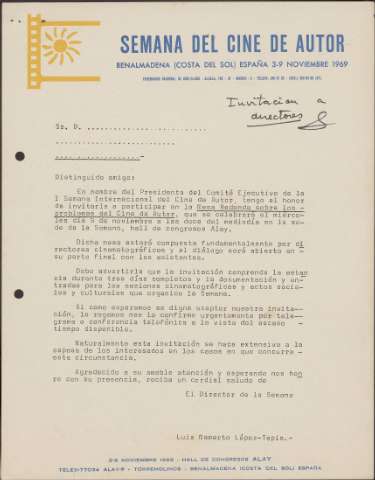 SEMANA DEL CINE DE AUTOR
BENALMADENA (COSTA DEL SOL) ESPAÑA 3-9 NOVIEMBRE 1969
Invitacion a
directores
Sr. D. ........................
........................
...................-
Distinguido amigo:
En nombre del Presidente del Comité Ejecutivo de la
I Semana Internacional del Cine de Autor, tengo el honor
de invitarle a participar en la Mesa Redonda sobre los
problemas del Cine de Autor, que se celebrará el miérco-
les día 5 de noviembre a las doce del mediodía en la se-
de de la Semana, hall de congresos Alay.
Dicha mesa estará compuesta fundamentalmente por di
rectores cinematográficos y el diálogo será abierto en
su parte final con los asistentes.
Debo advertirle que la invitación comprende la estan
cia durante tres días completos y la documentación y en-
tradas para las sesiones cinematográficas y actos socia-
les y culturales que organice la Semana.
Si como esperamos se digna aceptar nuestra invita-
ción, le rogamos nos la confirme urgentemente por tele-
grama o conferencia telefónica a la vista del escaso
tiempo disponible.
Naturalmente esta invitación se hace extensiva a la
esposa de los interesados en los casos en que concurra
esta circunstancia.
Agradecido a su amable atención y esperando nos hon
re con su presencia, reciba un cordial saludo de
El Director de la Semana
Luis Mamerto López-Tapia.-
3-9 NOVIEMBRE 1969 - HALL DE CONGRESOS ALAY
- TORREMOLINOS - BENALMADENA (COSTA DEL SOL) ESPAÑA